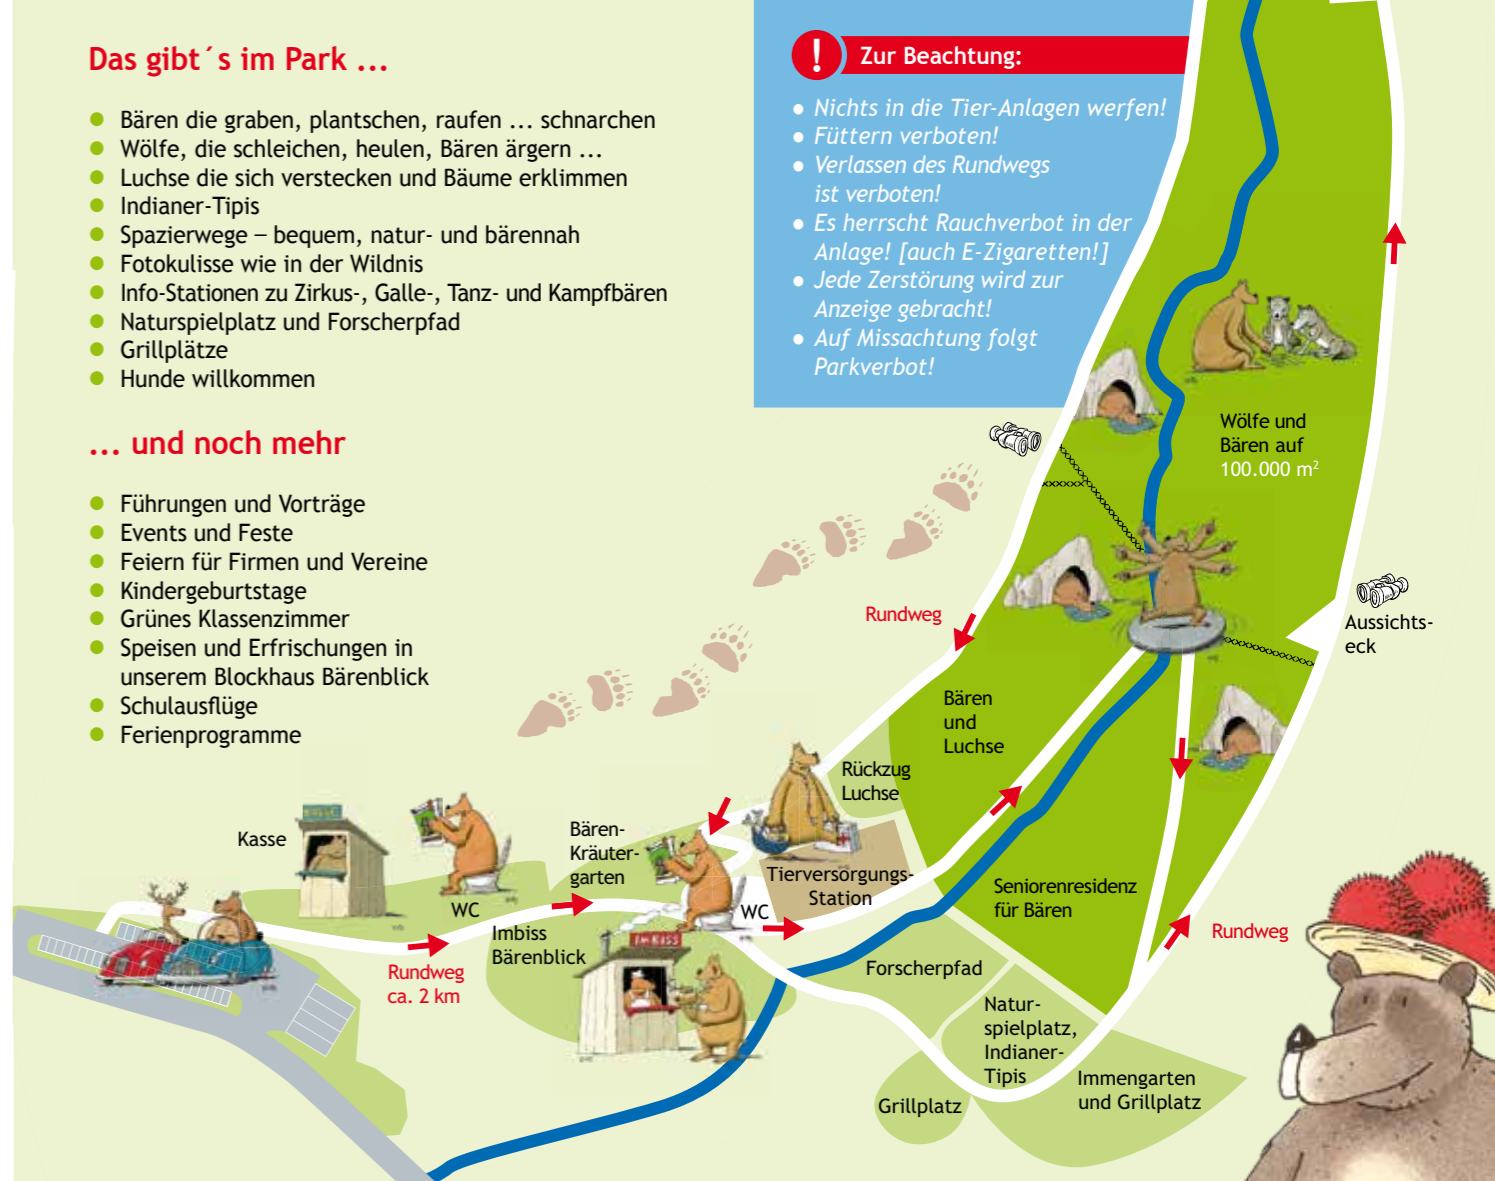 Das gibt´s im Park ...
Bären die graben, plantschen, raufen ... schnarchen
Wölfe, die schleichen, heulen, Bären ärgern ...
Luchse die sich verstecken und Bäume erklimmen
Indianer-Tipis
Spazierwege – bequem, natur- und bärennah
Fotokulisse wie in der Wildnis
Info-Stationen zu Zirkus-, Galle-, Tanz- und Kampfbären
Naturspielplatz und Forscherpfad
Grillplätze
Hunde willkommen
... und noch mehr
Führungen und Vorträge
Events und Feste
Feiern für Firmen und Vereine
Kindergeburtstage
Grünes Klassenzimmer
Speisen und Erfrischungen in
unserem Blockhaus Bärenblick
Schulausflüge
Ferienprogramme
! Zur Beachtung:
Nichts in die Tier-Anlagen werfen!
Füttern verboten!
Verlassen des Rundwegs
ist verboten!
Es herrscht Rauchverbot in der
Anlage! [auch E-Zigaretten!]
Jede Zerstörung wird zur
Anzeige gebracht!
Auf Missachtung folgt
Parkverbot!
Wölfe und
Bären auf
100.000 m²
Aussichts-
eck
Rundweg
Bären
und
Luchse
Rückzug
Luchse
Kasse
Bären-
Kräuter-
garten
WC
Imbiss
Bärenblick
Rundweg
ca. 2 km
IMBISS
WC
Tierversorgungs-
Station
Seniorenresidenz
für Bären
Rundweg
Forscherpfad
Natur-
spielplatz,
Indianer-
Tipis
Immengarten
und Grillplatz
Grillplatz